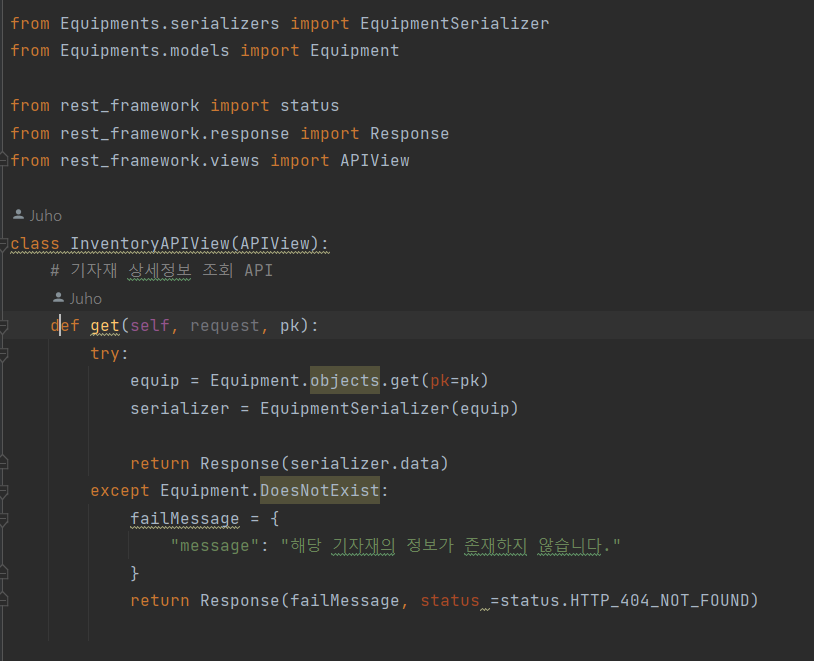 from Equipments.serializers import EquipmentSerializer
from Equipments.models import Equipment
from rest_framework import status
from rest_framework.response import Response
from rest_framework.views import APIView
Juho
class InventoryAPIView(APIView):
# 기자재 상세정보 조회 API
Juho
def get(self, request, pk):
try:
equip = Equipment.objects.get(pk=pk)
serializer = EquipmentSerializer(equip)
return Response(serializer.data)
except Equipment.DoesNotExist:
failMessage = {
"message": "해당 기자재의 정보가 존재하지 않습니다."
}
return Response(failMessage, status =status.HTTP_404_NOT_FOUND)